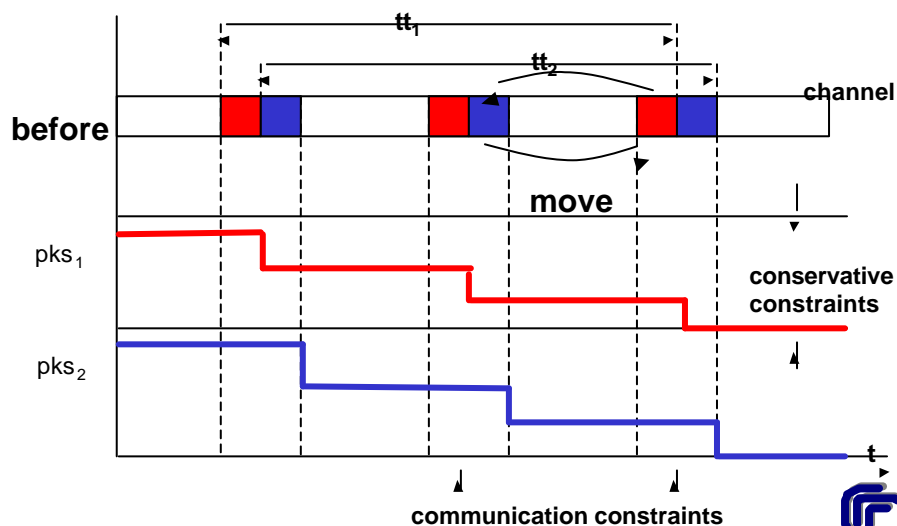 tt1
tt2
channel
before
move
pks1
conservative
constraints
pks2
t
communication constraints